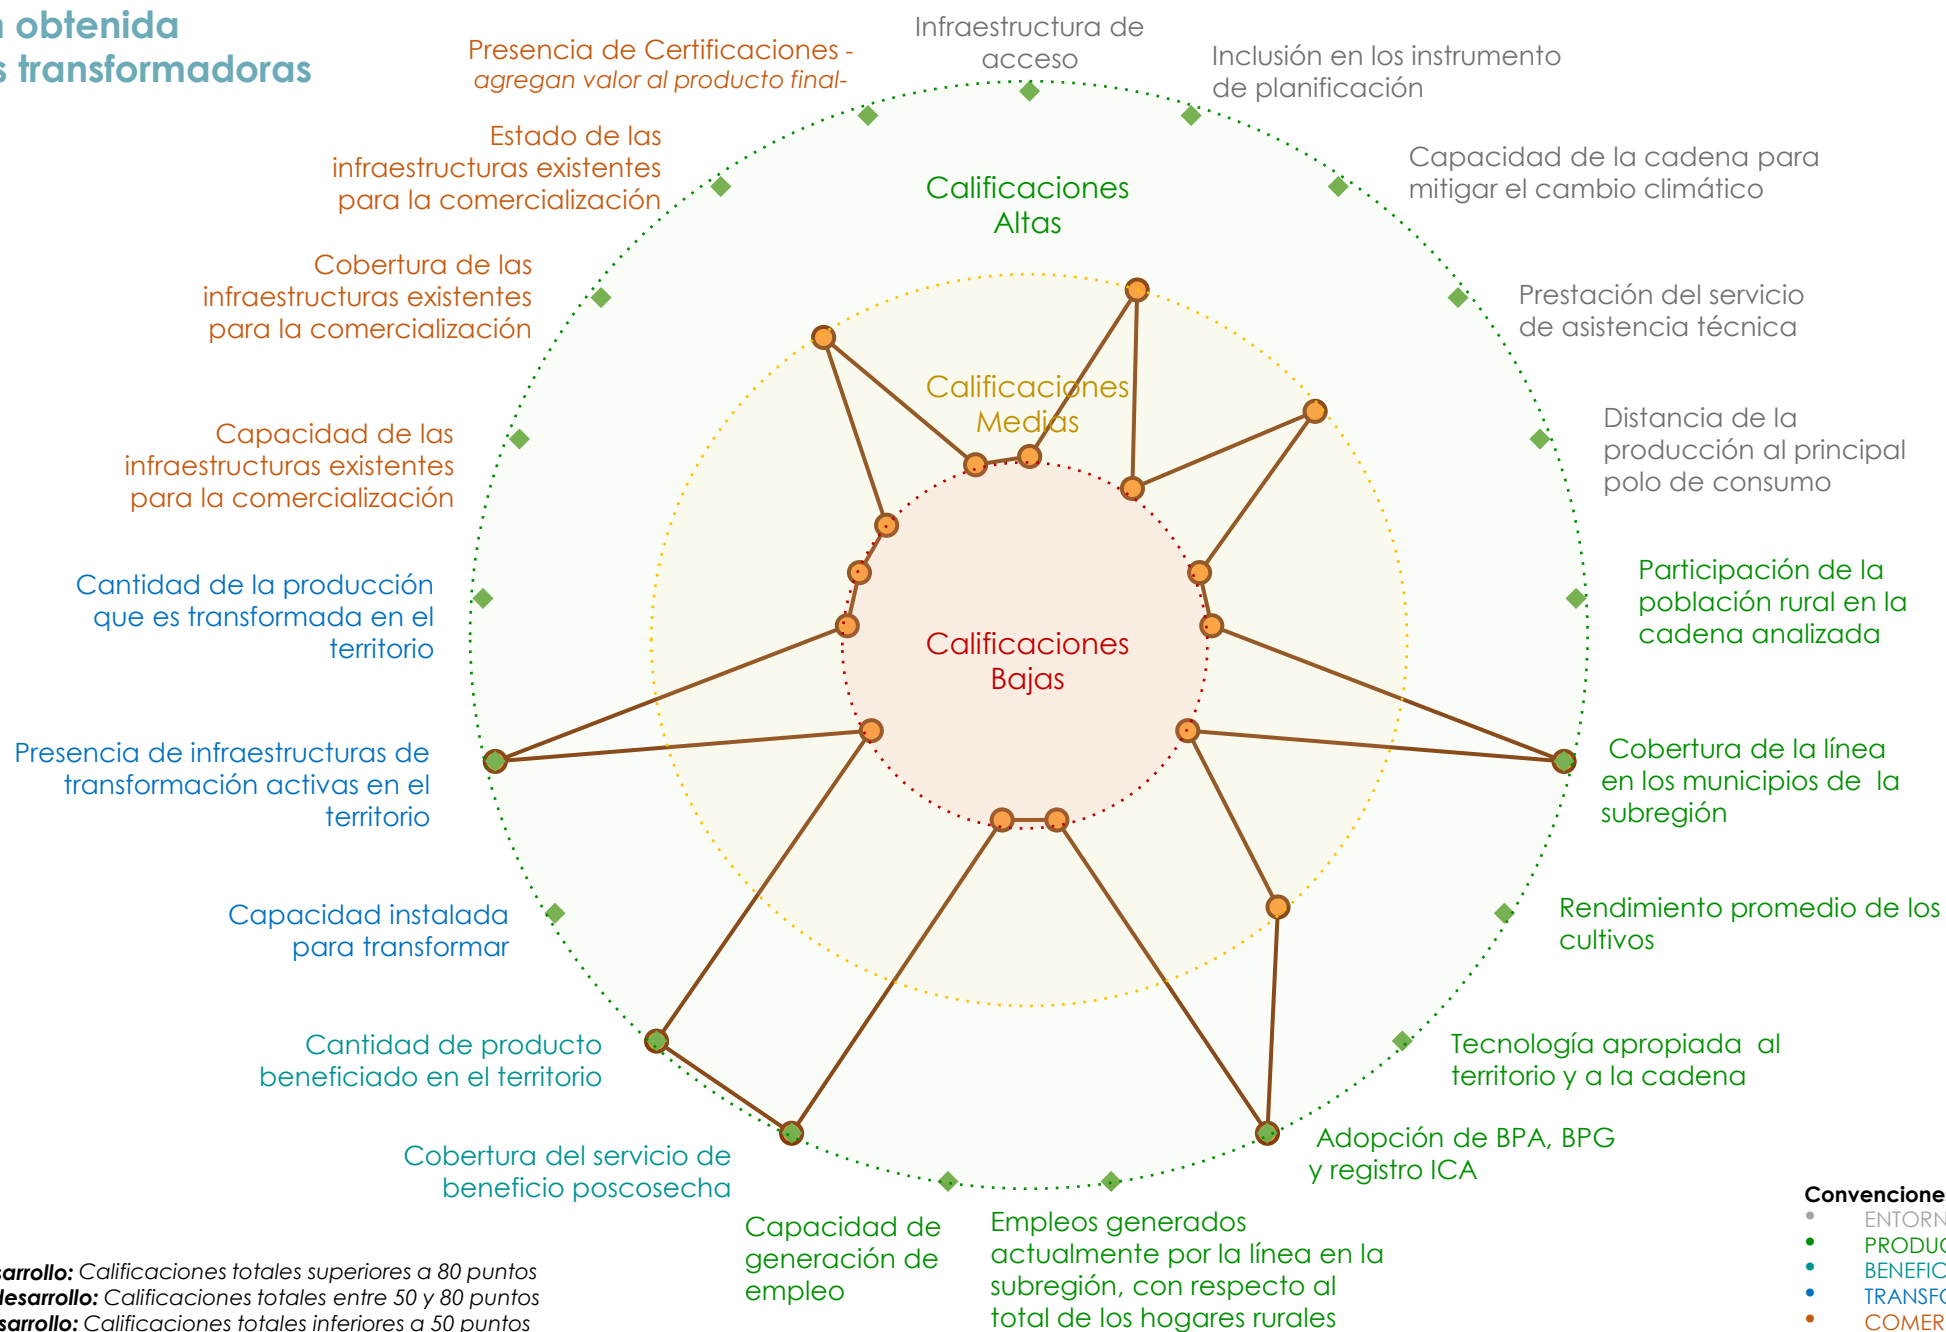 obtenida
transformadoras
Infraestructura de
acceso
Presencia de Certificaciones -
agregan valor al producto final-
Inclusión en los instrumento
de planificación
Estado de las
infraestructuras existentes
para la comercialización
Capacidad de la cadena para
mitigar el cambio climático
Calificaciones
Altas
Cobertura de las
infraestructuras existentes
para la comercialización
Prestación del servicio
de asistencia técnica
Calificaciones
Medias
Capacidad de las
infraestructuras existentes
para la comercialización
Distancia de la
producción al principal
polo de consumo
Cantidad de la producción
que es transformada en el
territorio
Participación de la
población rural en la
cadena analizada
Calificaciones
Bajas
Presencia de infraestructuras de
transformación activas en el
territorio
Cobertura de la línea
en los municipios de  la
subregión
Capacidad instalada
para transformar
Rendimiento promedio de los
cultivos
Cantidad de producto
beneficiado en el territorio
Tecnología apropiada  al
territorio y a la cadena
Cobertura del servicio de
beneficio poscosecha
Adopción de BPA, BPG
y registro ICA
Capacidad de
generación de
empleo
Empleos generados
actualmente por la línea en la
subregión, con respecto al
total de los hogares rurales
sarrollo: Calificaciones totales superiores a 80 puntos
desarrollo: Calificaciones totales entre 50 y 80 puntos
sarrollo: Calificaciones totales inferiores a 50 puntos
Convencione
ENTORN
PRODUC
BENEFIC
TRANSFO
COMER